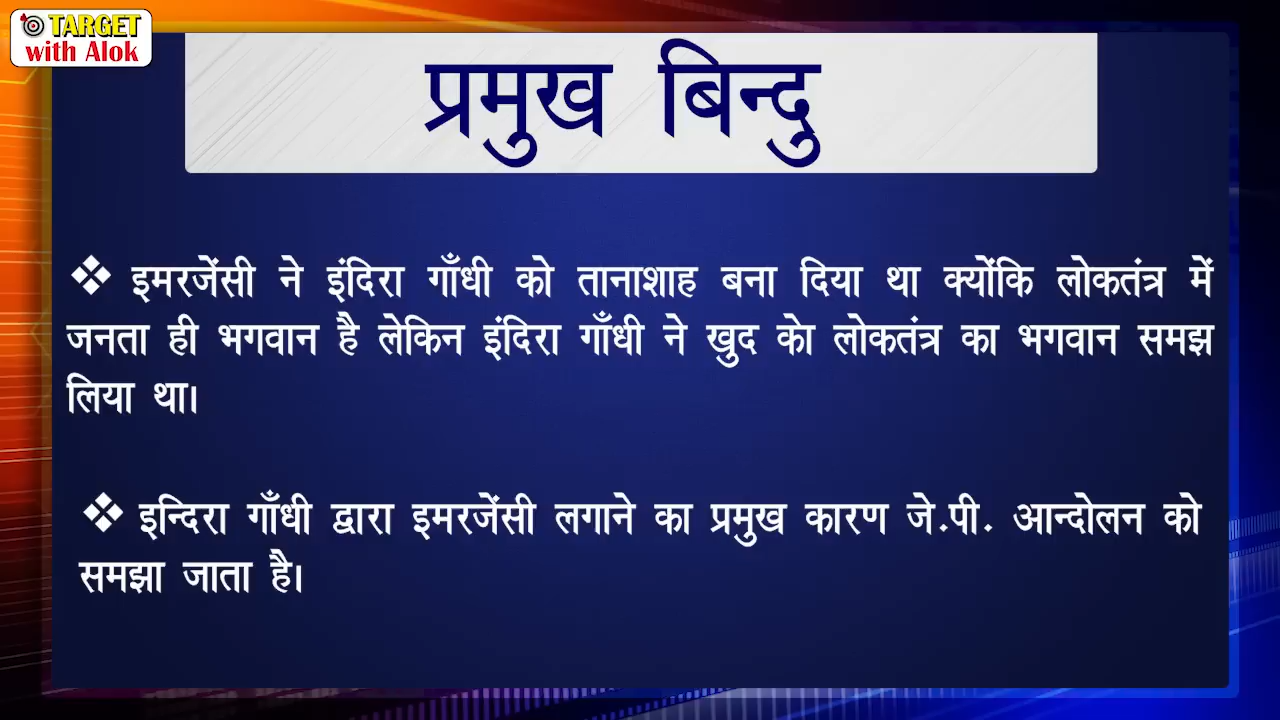 TARGET
with Alok
प्रमुख बिन्दु
❖ इमरजेंसी ने इंदिरा गाँधी को तानाशाह बना दिया था क्योंकि लोकतंत्र में
जनता ही भगवान है लेकिन इंदिरा गाँधी ने खुद केा लोकतंत्र का भगवान समझ
लिया था।
❖ इन्दिरा गाँधी द्वारा इमरजेंसी लगाने का प्रमुख कारण जे.पी. आन्दोलन को
समझा जाता है।